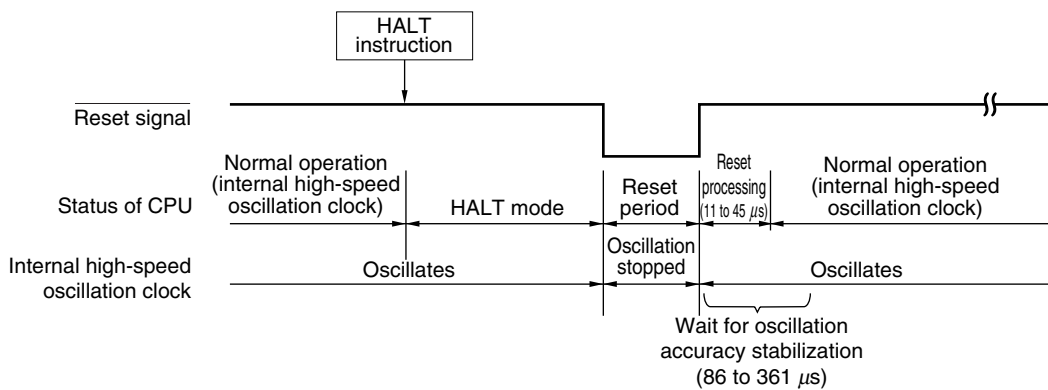 HALT
instruction
Reset signal
Status of CPU
Normal operation
(internal high-speed
oscillation clock)
HALT mode
Reset
period
Reset
processing
(11 to 45 μs)
Normal operation
(internal high-speed
oscillation clock)
Internal high-speed
oscillation clock
Oscillates
Oscillation
stopped
Oscillates
Wait for oscillation
accuracy stabilization
(86 to 361 μs)